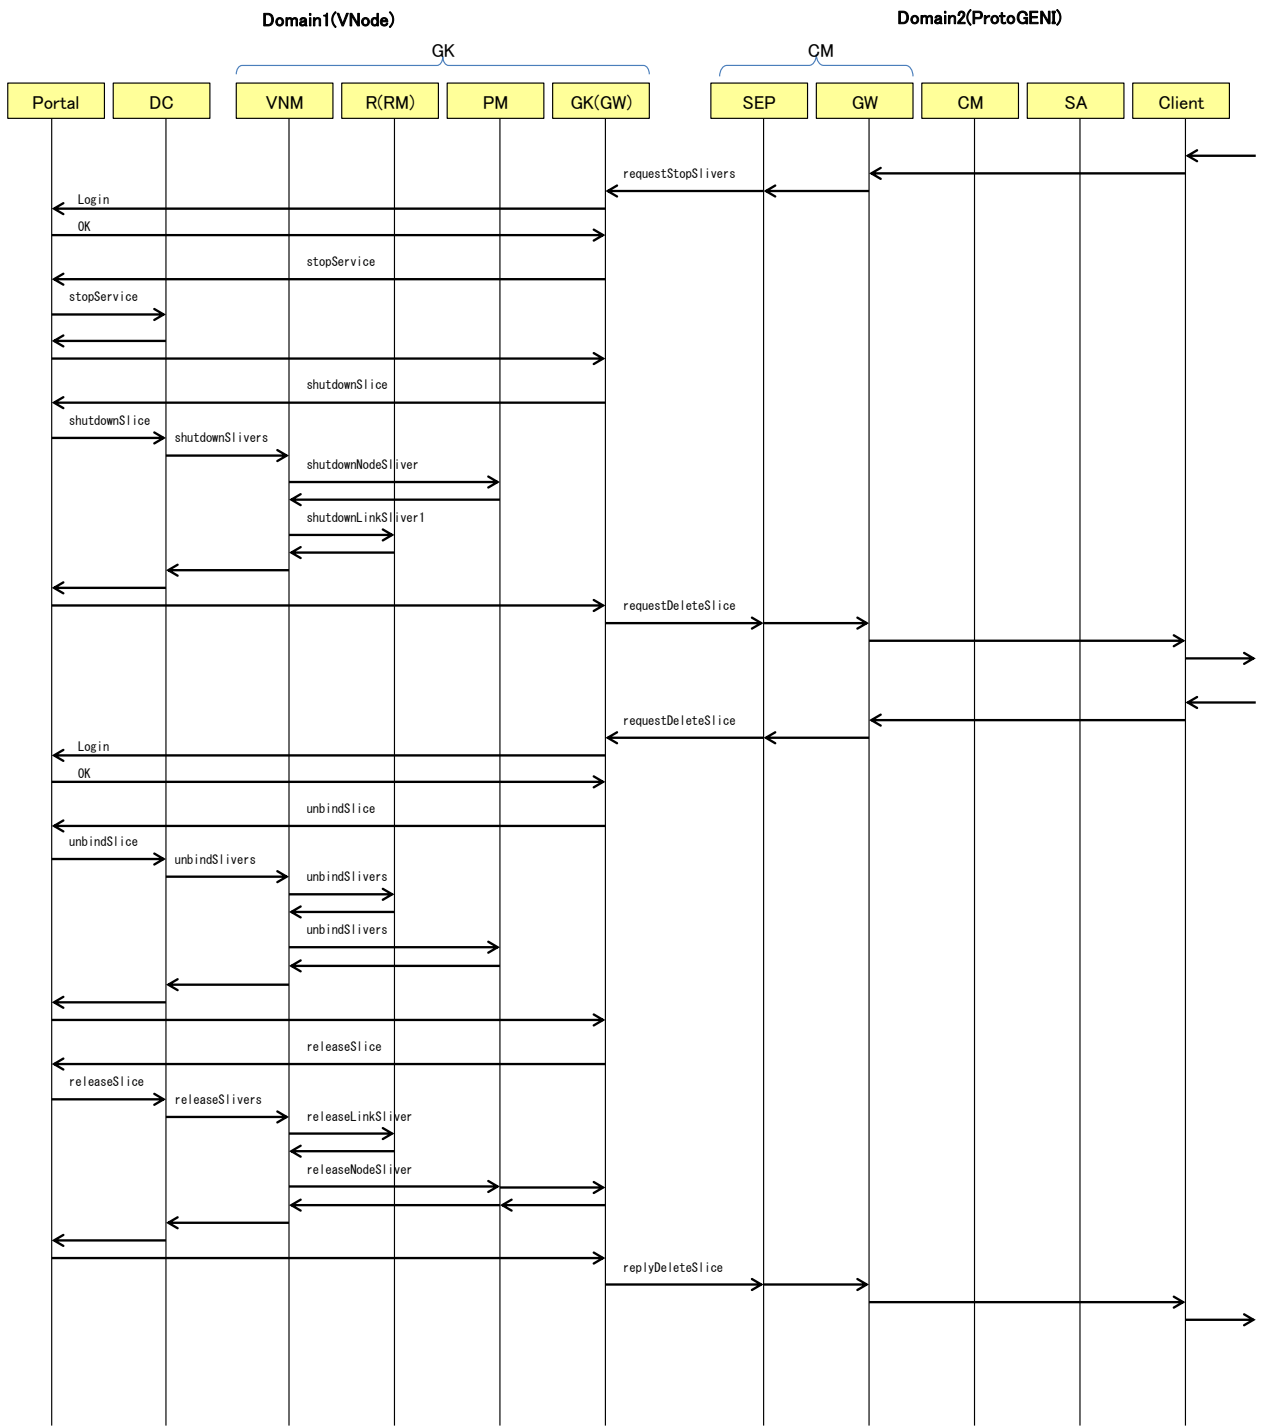 Domain1(VNode)
Domain2(ProtoGENI)
GK
CM
Portal
DC
VNM
R(RM)
PM
GK(GW)
SEP
GW
CM
SA
Client
requestStopSlivers
Login
OK
stopService
stopService
shutdownSlice
shutdownSlice
shutdownSlivers
shutdownNodeSliver
shutdownLinkSliver1
requestDeleteSlice
requestDeleteSlice
Login
OK
unbindSlice
unbindSlice
unbindSlivers
unbindSlivers
unbindSlivers
releaseSlice
releaseSlice
releaseSlivers
releaseLinkSliver
releaseNodeSliver
replyDeleteSlice